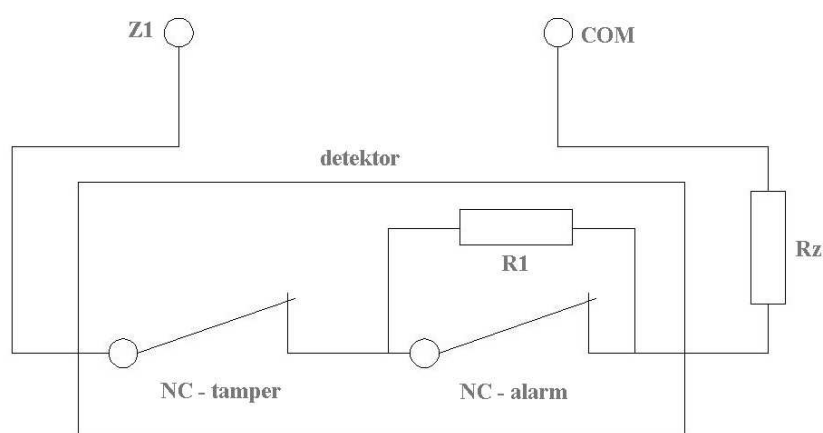 Z1
COM
detektor
R1
Rz
NC - tamper
NC - alarm